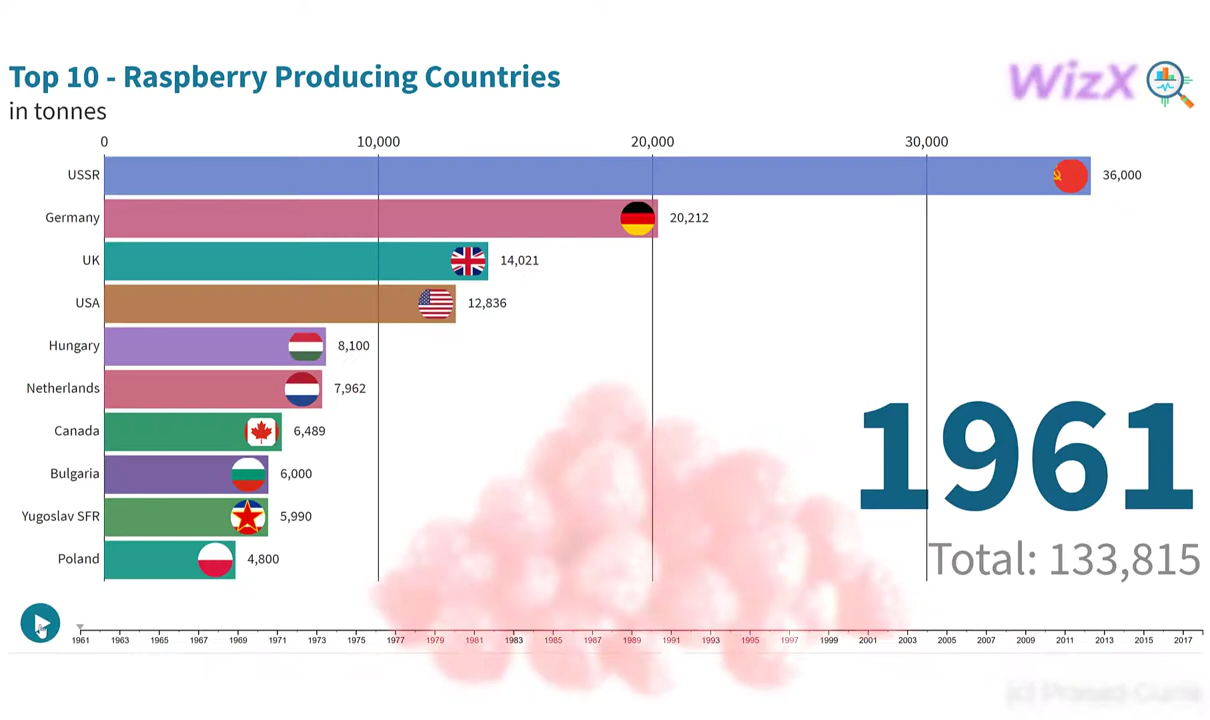 Top 10 - Raspberry Producing Countries
WizX
in tonnes
0 10,000 20,000 30,000
USSR 36,000
Germany 20,212
UK 14,021
USA 12,836
Hungary 8,100
Netherlands 7,962
Canada 6,489
Bulgaria 6,000
Yugoslav SFR 5,990
Poland 4,800
1961
Total: 133,815
1961 1963 1965 1967 1969 1971 1973 1975 1977 1979 1981 1983 1985 1987 1989 1991 1993 1995 1997 1999 2001 2003 2005 2007 2009 2011 2013 2015 2017